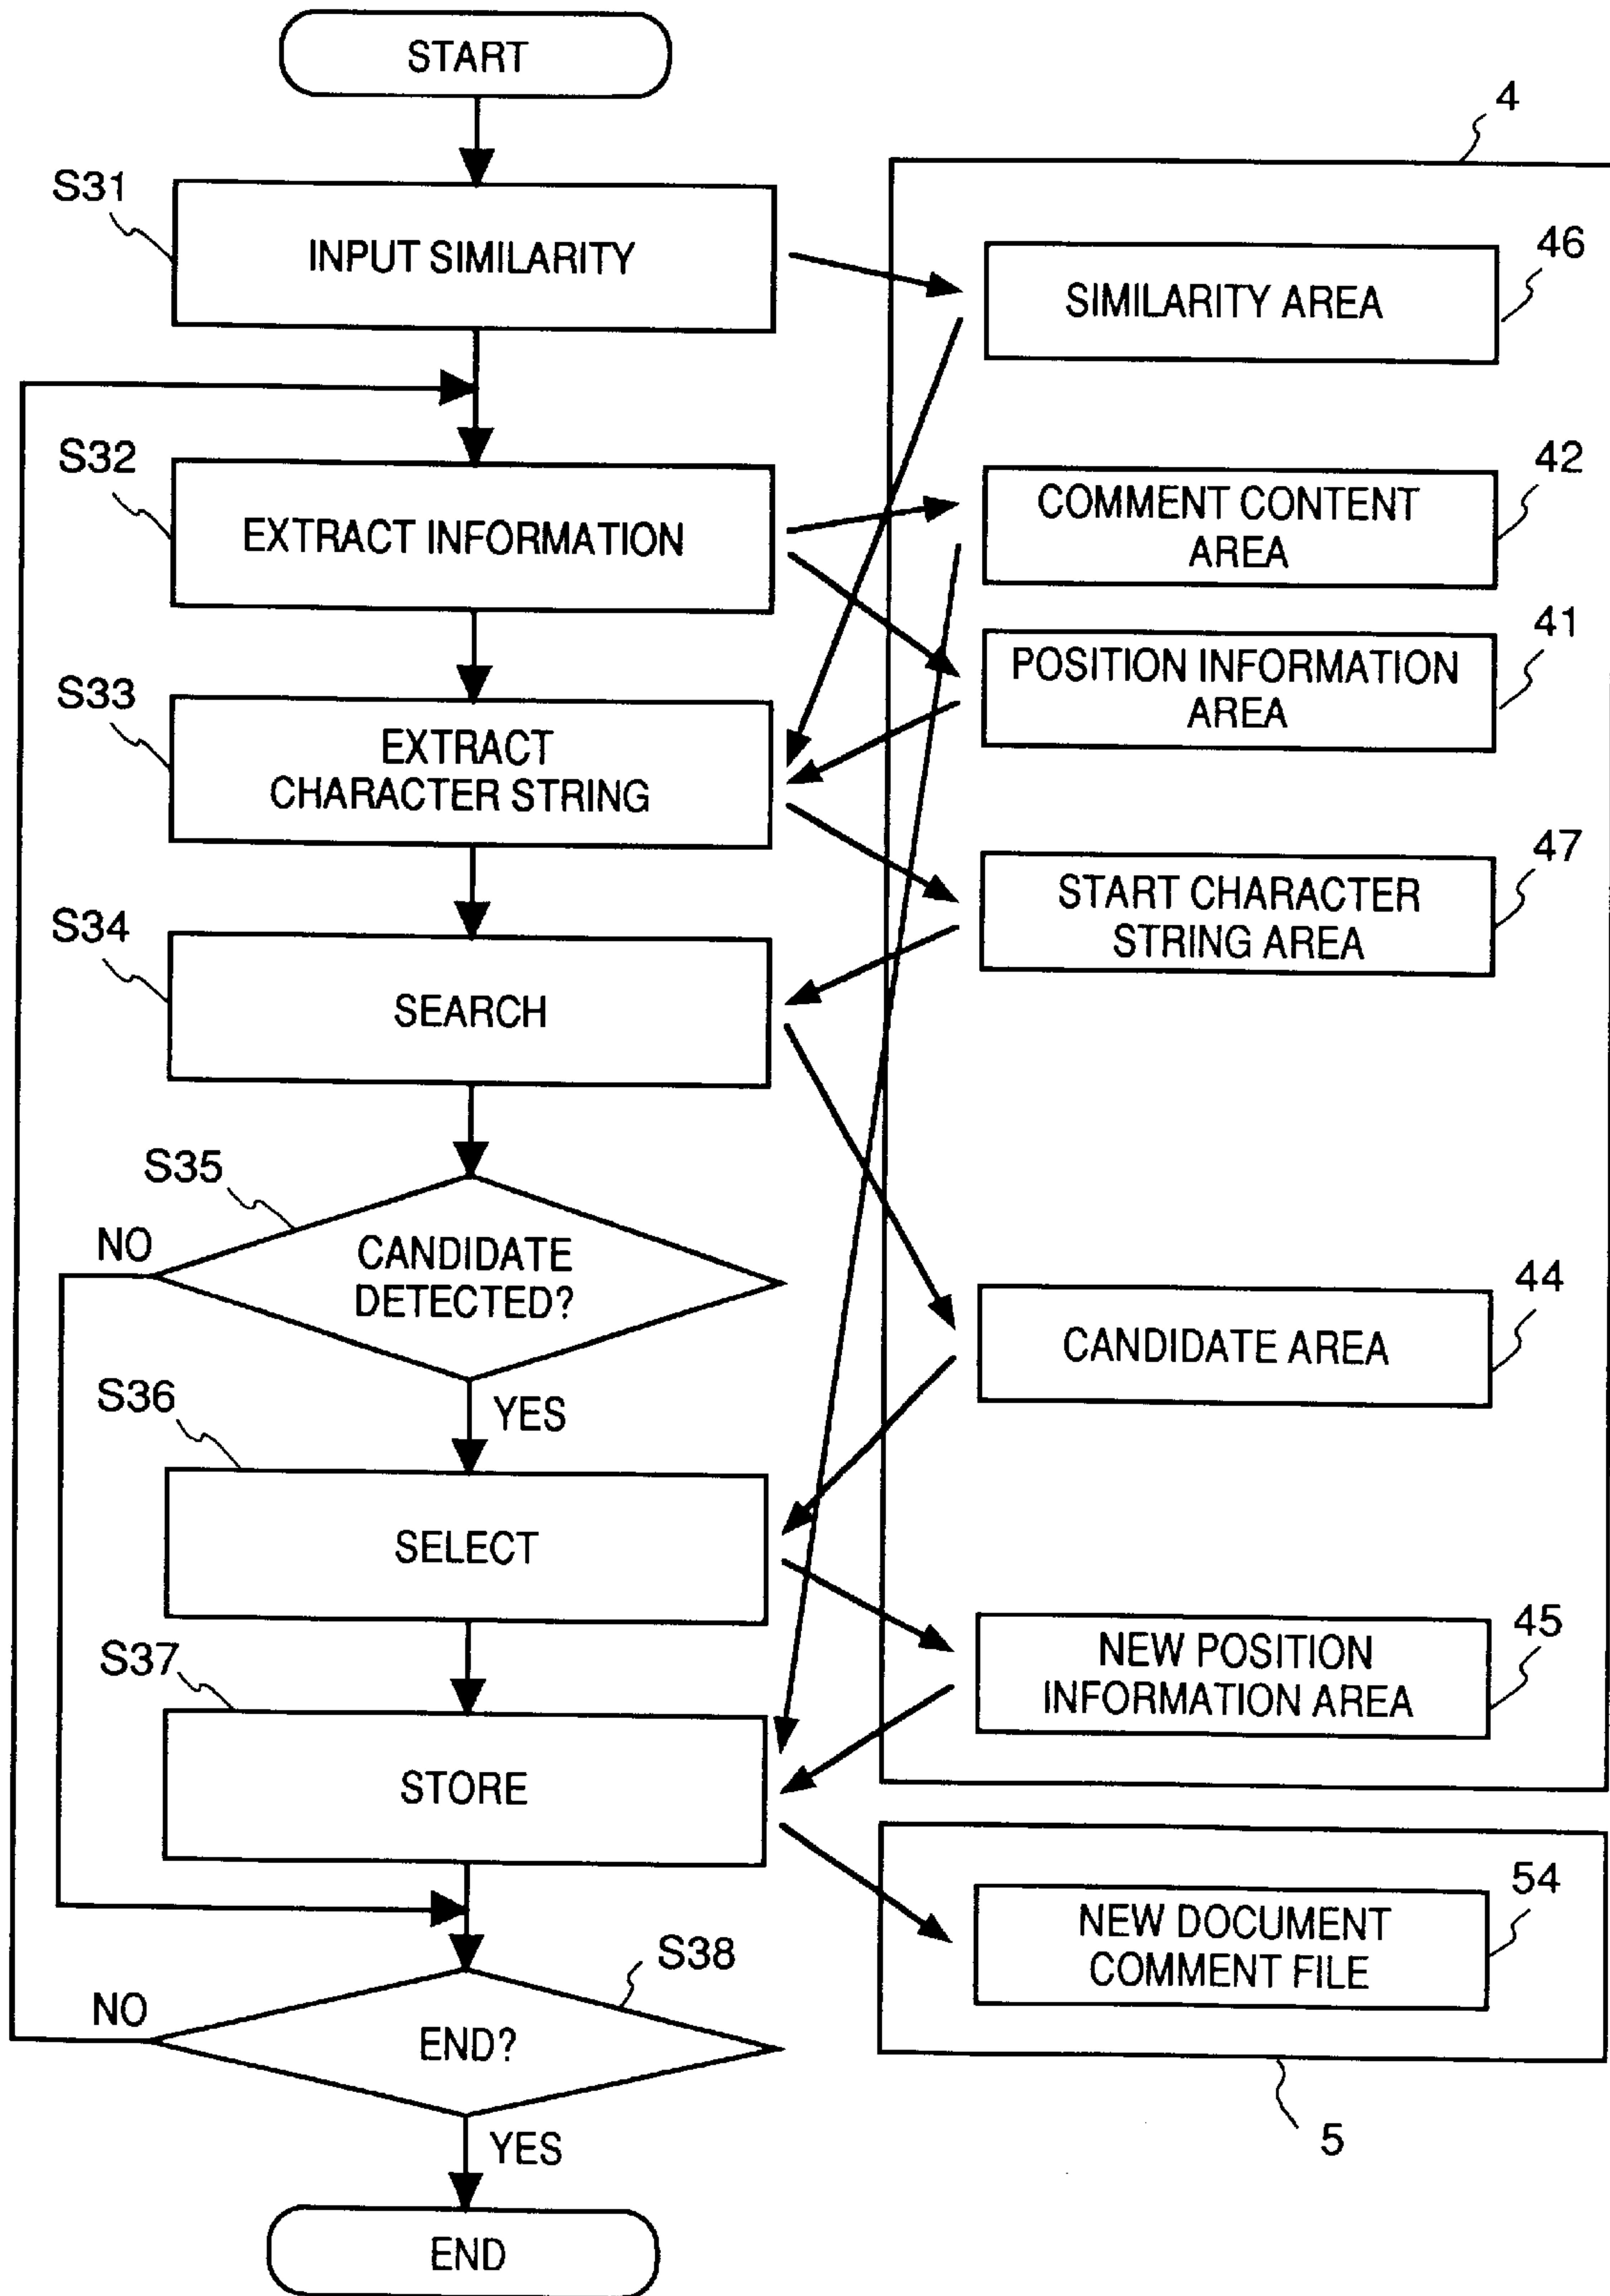 START
4
S31
INPUT SIMILARITY
46
SIMILARITY AREA
S32
EXTRACT INFORMATION
42
COMMENT CONTENT
AREA
41
POSITION INFORMATION
AREA
S33
EXTRACT
CHARACTER STRING
47
START CHARACTER
STRING AREA
S34
SEARCH
S35
NO
CANDIDATE
DETECTED?
YES
44
CANDIDATE AREA
S36
SELECT
45
NEW POSITION
INFORMATION AREA
S37
STORE
54
NEW DOCUMENT
COMMENT FILE
S38
NO
END?
YES
5
END